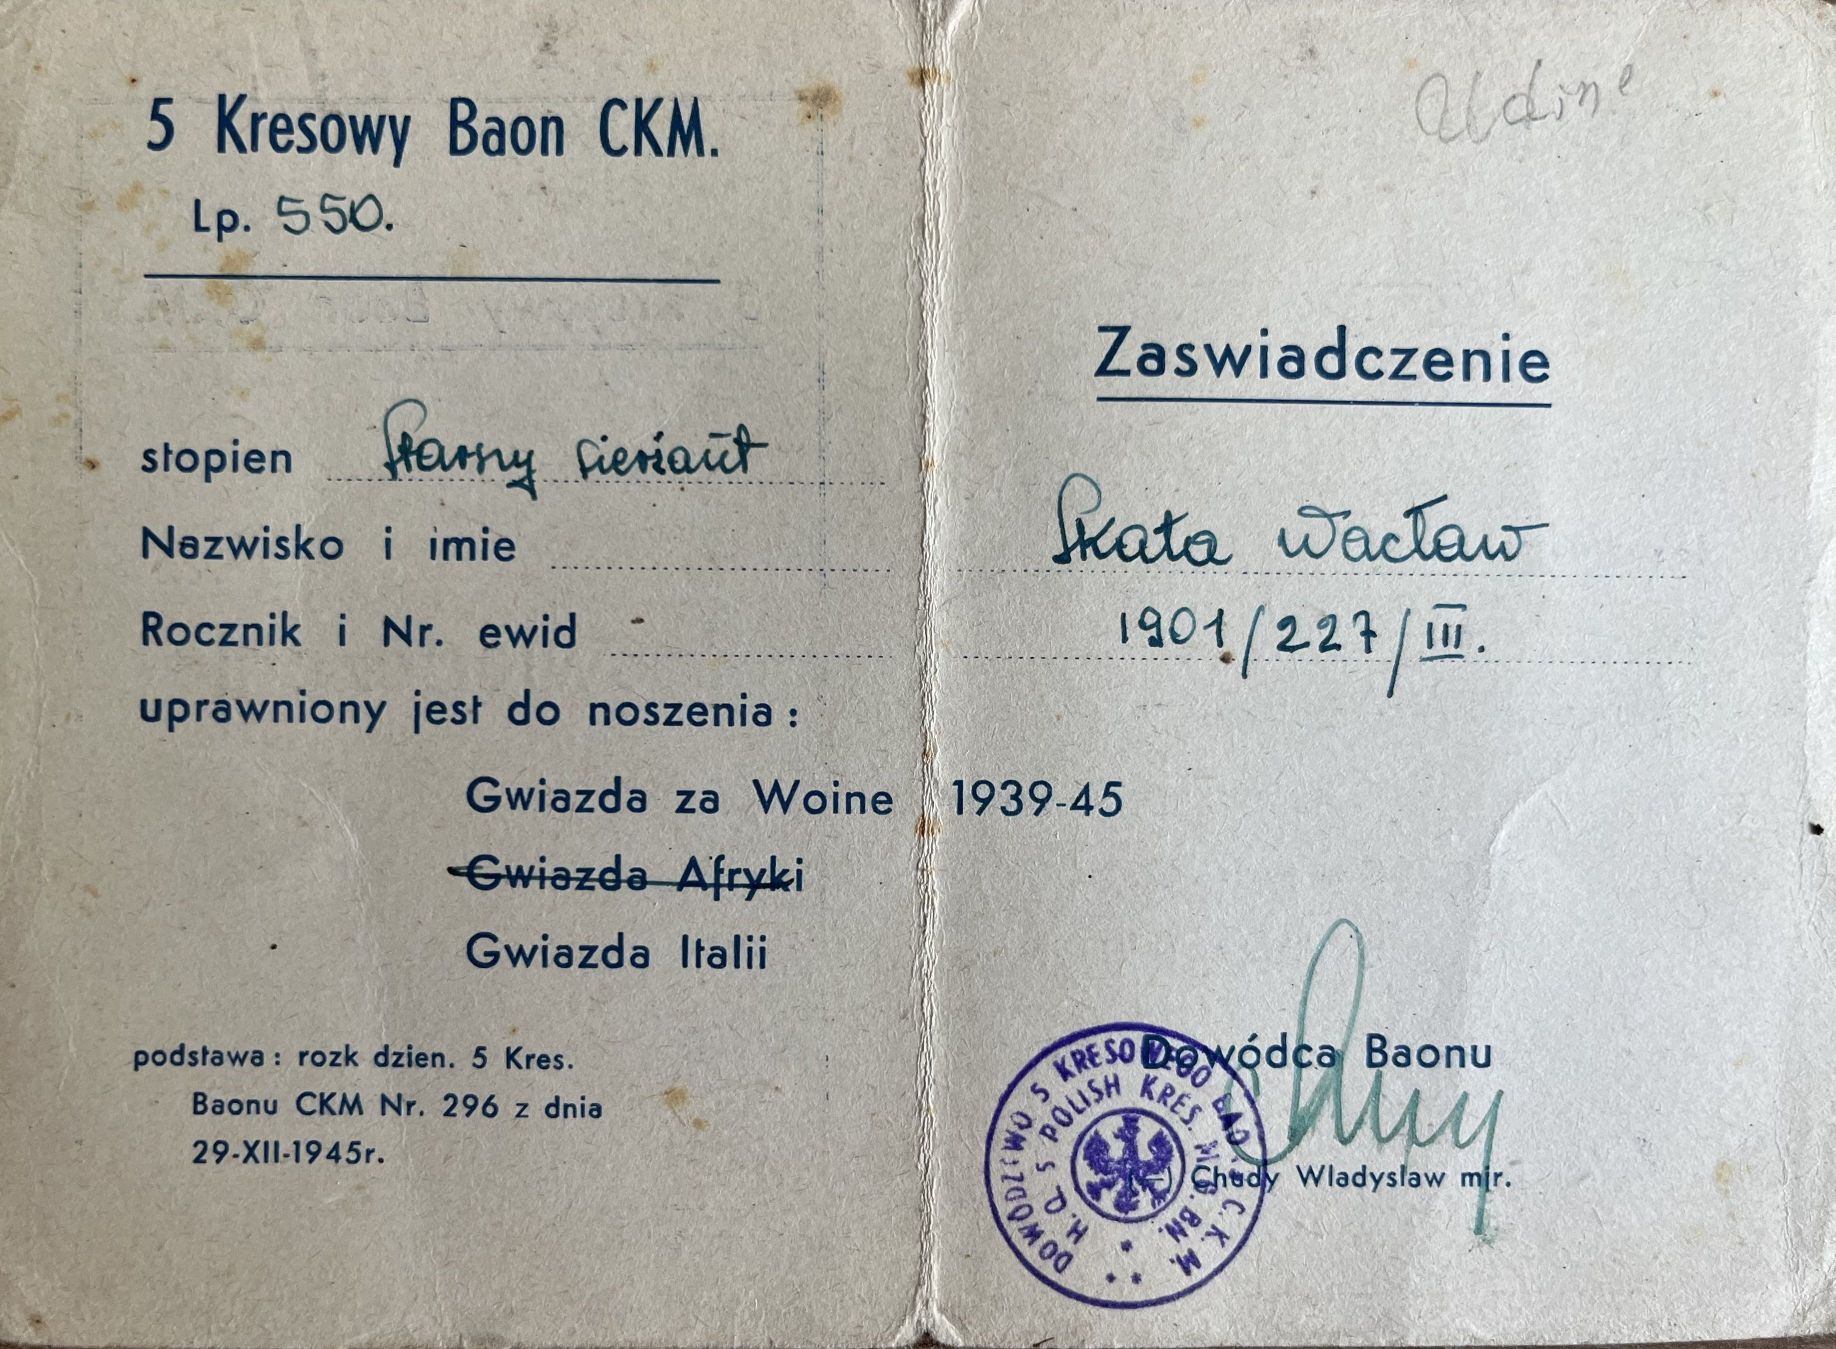 5 Kresowy Baon CKM.
Lp. 550.
Udine
Zaswiadczenie
stopien Starszy sierżant
Nazwisko i imie Skała Wacław
Rocznik i Nr. ewid 1901/227/III.
uprawniony jest do noszenia :
Gwiazda za Woine 1939-45
Gwiazda Afryki
Gwiazda Italii
podstawa : rozk dzien. 5 Kres.
Baonu CKM Nr. 296 z dnia
29-XII-1945r.
Dowódca Baonu
(—) Chudy Wladyslaw mjr.
DOWÓDZTWO 5 KRESOWEGO BAONU C.K.M.
H.Q. 5 POLISH KRES. M.G. BN.